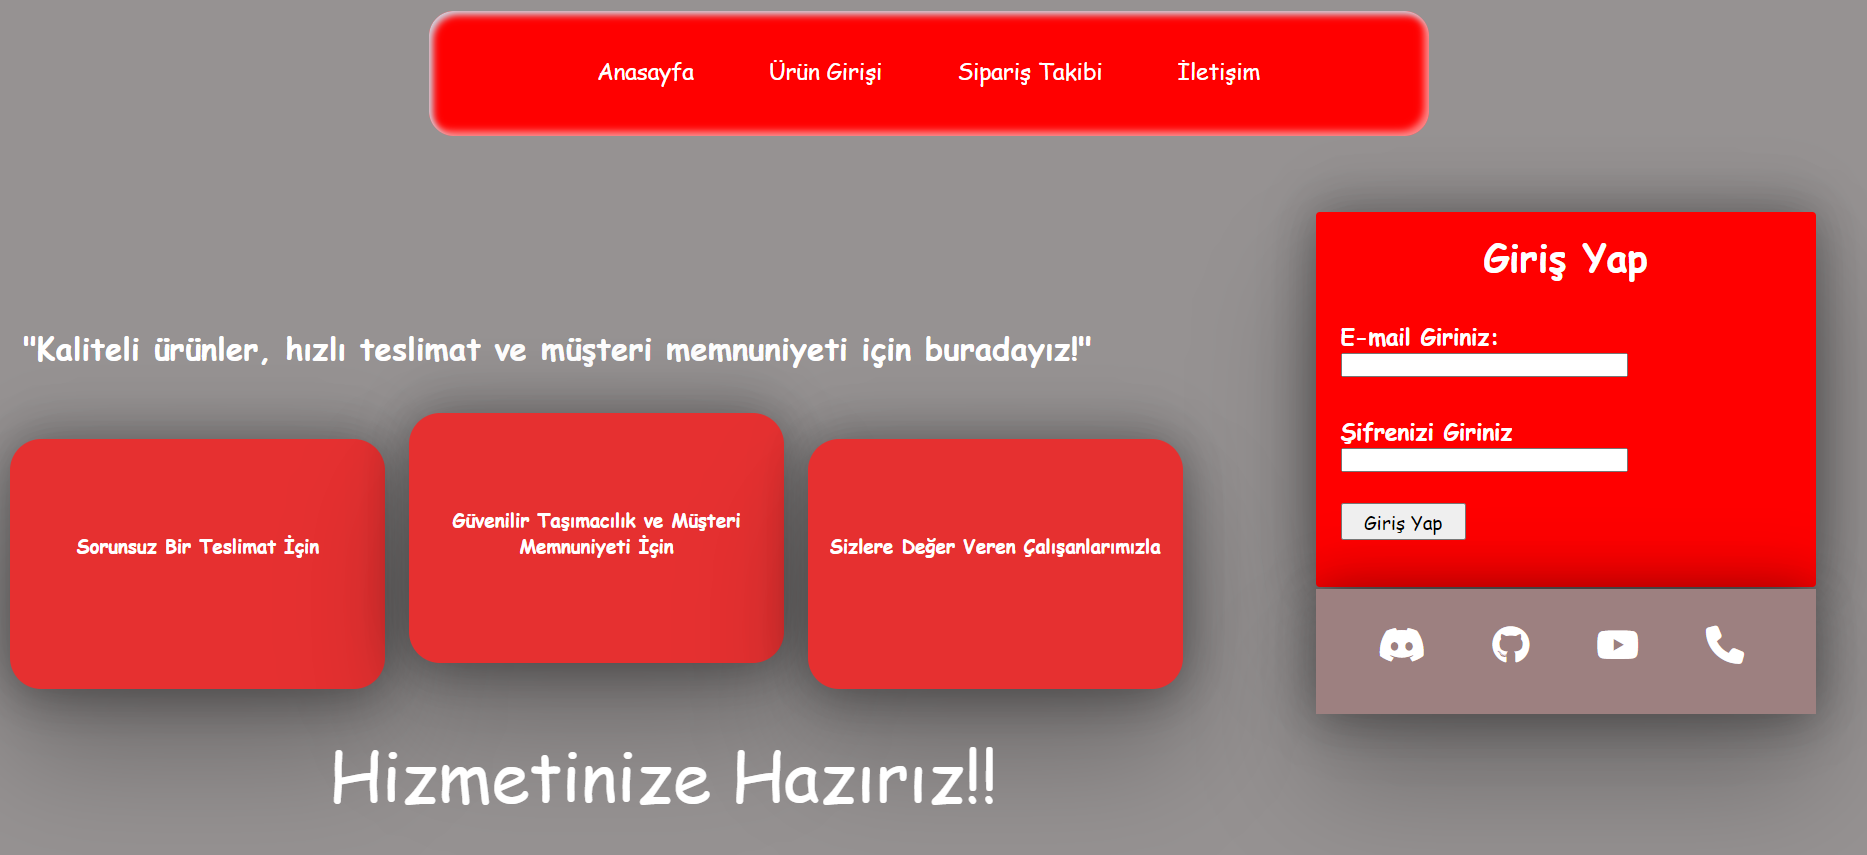 Anasayfa Ürün Girişi Sipariş Takibi İletişim
Giriş Yap
E-mail Giriniz:
Şifrenizi Giriniz
Giriş Yap
"Kaliteli ürünler, hızlı teslimat ve müşteri memnuniyeti için buradayız!"
Sorunsuz Bir Teslimat İçin
Güvenilir Taşımacılık ve Müşteri
Memnuniyeti İçin
Sizlere Değer Veren Çalışanlarımızla
Hizmetinize Hazırız!!